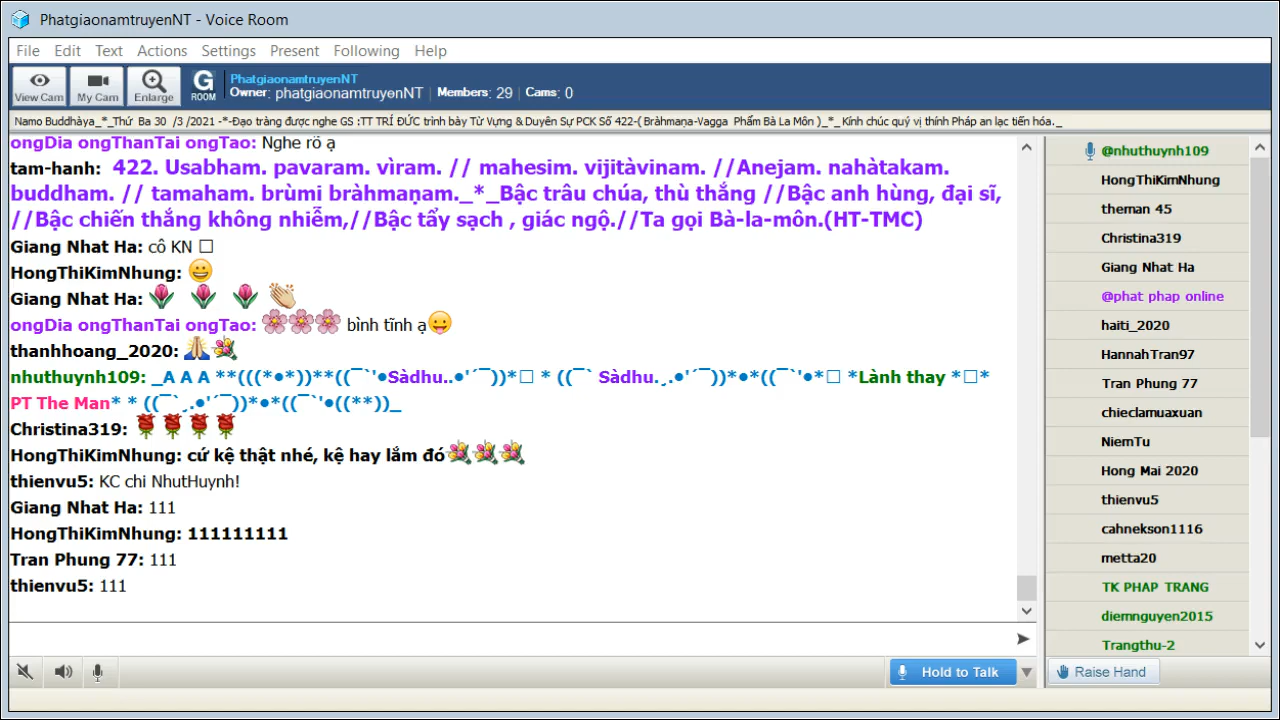 PhatgiaonamtruyenNT - Voice Room
File Edit Text Actions Settings Present Following Help
View Cam My Cam Enlarge G ROOM
PhatgiaonamtruyenNT
Owner: phatgiaonamtruyenNT Members: 29 Cams: 0
Namo Buddhàya_*_Thứ Ba 30 /3 /2021 -*-Đạo tràng được nghe GS :TT TRÍ ĐỨC trình bày Từ Vựng & Duyên Sự PCK Số 422-( Bràhmaṇa-Vagga Phẩm Bà La Môn )_*_ Kính chúc quý vị thính Pháp an lạc tiến hóa._
ongDia ongThanTai ongTao: Nghe rõ ạ
tam-hanh: 422. Usabham. pavaram. vìram. // mahesim. vijitàvinam. //Anejam. nahàtakam.
buddham. // tamaham. brùmi bràhmaṇam._*_Bậc trâu chúa, thù thắng //Bậc anh hùng, đại sĩ,
//Bậc chiến thắng không nhiễm,//Bậc tẩy sạch , giác ngộ.//Ta gọi Bà-la-môn.(HT-TMC)
Giang Nhat Ha: cô KN □
HongThiKimNhung: 😀
Giang Nhat Ha: 🌷 🌷 🌷 👏🏼
ongDia ongThanTai ongTao: 🌸🌸🌸 bình tĩnh ạ😛
thanhhoang_2020: 🙏🏼💐
nhuthuynh109: _A A A **(((*•*))**((¯`'•Sàdhu..•'´¯))*□ * ((¯` Sàdhu.¸.•'´¯))*•*((¯`'•*□ *Lành thay *□*
PT The Man* * ((¯`¸.•'´¯))*•*((¯`'•((**))_
Christina319: 🌹🌹🌹🌹
HongThiKimNhung: cứ kệ thật nhé, kệ hay lắm đó💐💐💐
thienvu5: KC chi NhutHuynh!
Giang Nhat Ha: 111
HongThiKimNhung: 111111111
Tran Phung 77: 111
thienvu5: 111
Hold to Talk
@nhuthuynh109
HongThiKimNhung
theman 45
Christina319
Giang Nhat Ha
@phat phap online
haiti_2020
HannahTran97
Tran Phung 77
chieclamuaxuan
NiemTu
Hong Mai 2020
thienvu5
cahnekson1116
metta20
TK PHAP TRANG
diemnguyen2015
Trangthu-2
Raise Hand